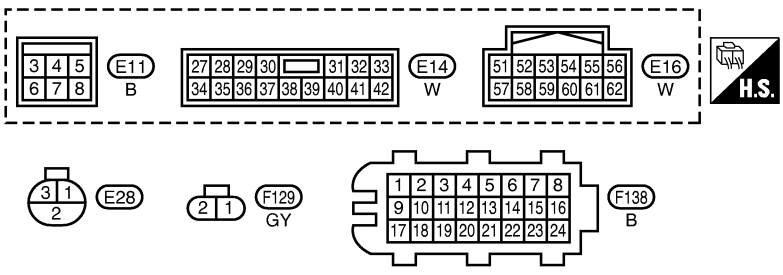 3 4 5
6 7 8
E11
B
27 28 29 30 31 32 33
34 35 36 37 38 39 40 41 42
E14
W
51 52 53 54 55 56
57 58 59 60 61 62
E16
W
H.S.
3 1
2
E28
2 1
F129
GY
1 2 3 4 5 6 7 8
9 10 11 12 13 14 15 16
17 18 19 20 21 22 23 24
F138
B